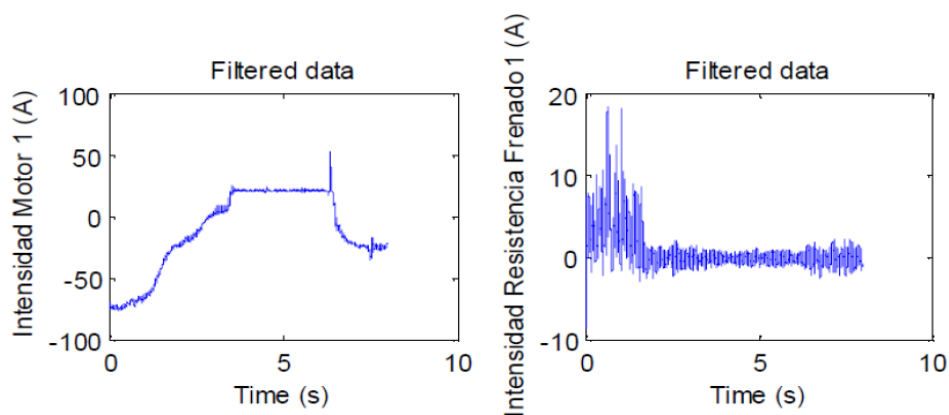 Filtered data
Intensidad Motor 1 (A)
100
50
0
-50
-100
0
5
10
Time (s)
Filtered data
Intensidad Resistencia Frenado1 (A)
20
10
0
-10
0
5
10
Time (s)